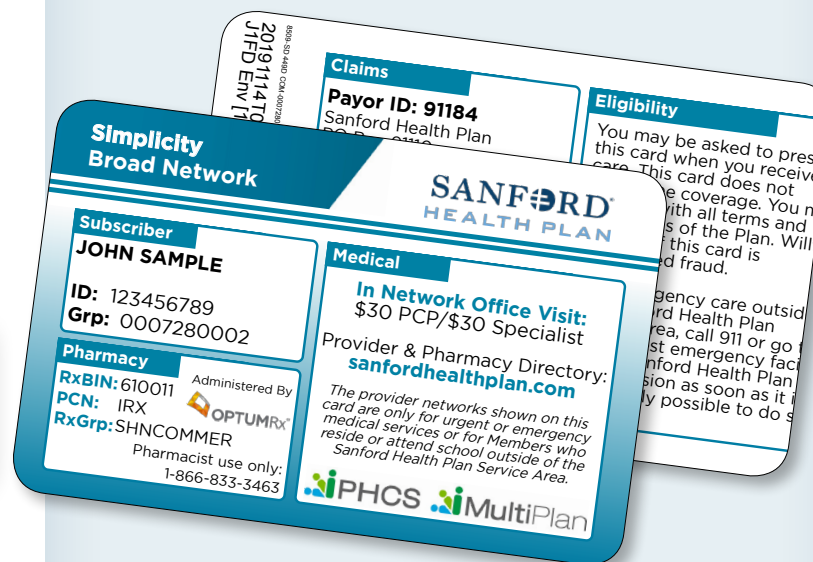 Simplicity
Broad Network
SANFORD
HEALTH PLAN
Subscriber
JOHN SAMPLE
ID: 123456789
Grp: 0007280002
Pharmacy
RxBIN: 610011
PCN: IRX
RxGrp: SHNCOMMER
Administered By
OPTUMRx
Pharmacist use only:
1-866-833-3463
Medical
In Network Office Visit:
$30 PCP/$30 Specialist
Provider & Pharmacy Directory:
sanfordhealthplan.com
The provider networks shown on this
card are only for urgent or emergency
medical services or for Members who
reside or attend school outside of the
Sanford Health Plan Service Area.
PHCS MultiPlan
20191114T0
J1FD Env [1
Claims
Payor ID: 91184
Sanford Health Plan
Eligibility
You may be asked to pres
this card when you receive
care. This card does not
coverage. You
with all terms and
of the Plan. Will
this card is
fraud.
care outsid
Health Plan
call 911 or go
emergency faci
Health Plan
as soon as it i
possible to do s